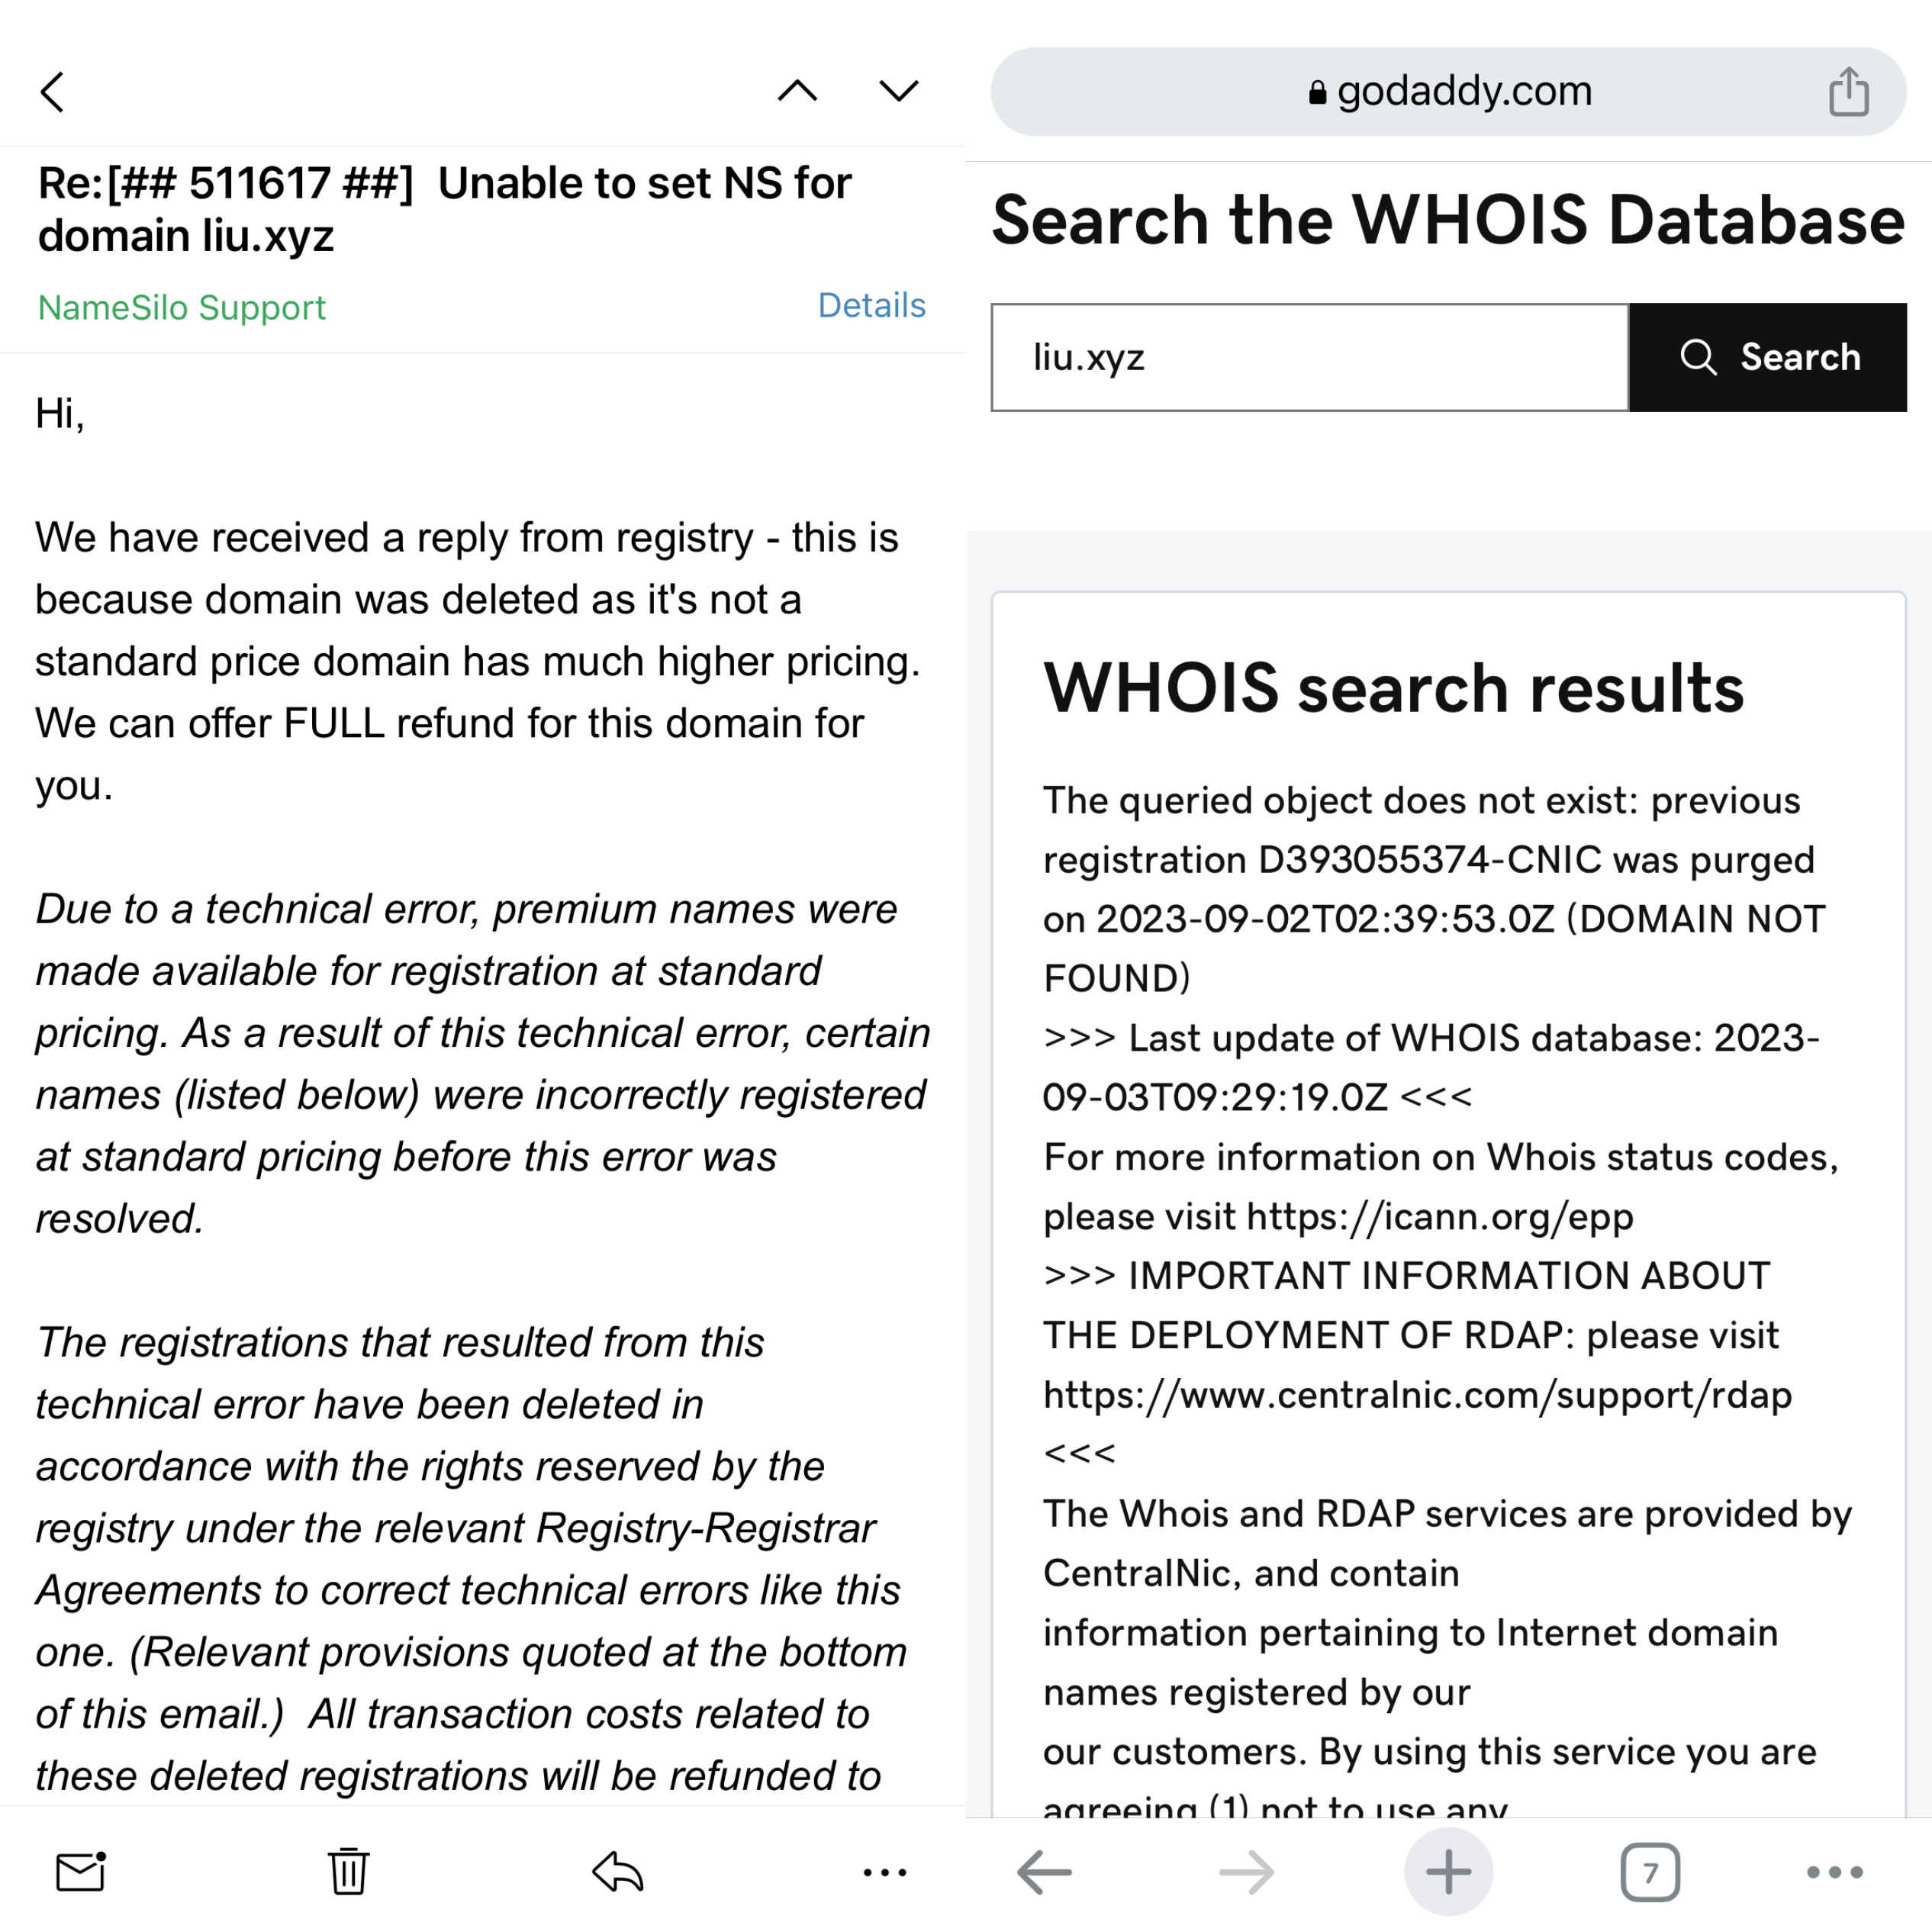 Re:[## 511617 ##]  Unable to set NS for
domain liu.xyz
NameSilo Support
Details
Hi,
We have received a reply from registry - this is
because domain was deleted as it's not a
standard price domain has much higher pricing.
We can offer FULL refund for this domain for
you.
Due to a technical error, premium names were
made available for registration at standard
pricing. As a result of this technical error, certain
names (listed below) were incorrectly registered
at standard pricing before this error was
resolved.
The registrations that resulted from this
technical error have been deleted in
accordance with the rights reserved by the
registry under the relevant Registry-Registrar
Agreements to correct technical errors like this
one. (Relevant provisions quoted at the bottom
of this email.)  All transaction costs related to
these deleted registrations will be refunded to
godaddy.com
Search the WHOIS Database
liu.xyz
Search
WHOIS search results
The queried object does not exist: previous
registration D393055374-CNIC was purged
on 2023-09-02T02:39:53.0Z (DOMAIN NOT
FOUND)
>>> Last update of WHOIS database: 2023-
09-03T09:29:19.0Z <<<
For more information on Whois status codes,
please visit https://icann.org/epp
>>> IMPORTANT INFORMATION ABOUT
THE DEPLOYMENT OF RDAP: please visit
https://www.centralnic.com/support/rdap
<<<
The Whois and RDAP services are provided by
CentralNic, and contain
information pertaining to Internet domain
names registered by our
our customers. By using this service you are
agreeing (1) not to use any
7